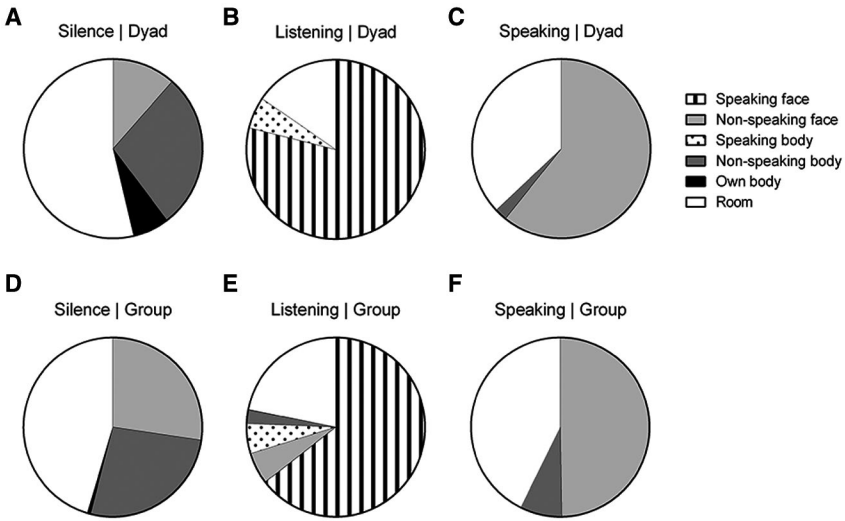 A
Silence | Dyad
B
Listening | Dyad
C
Speaking | Dyad
Speaking face
Non-speaking face
Speaking body
Non-speaking body
Own body
Room
D
Silence | Group
E
Listening | Group
F
Speaking | Group